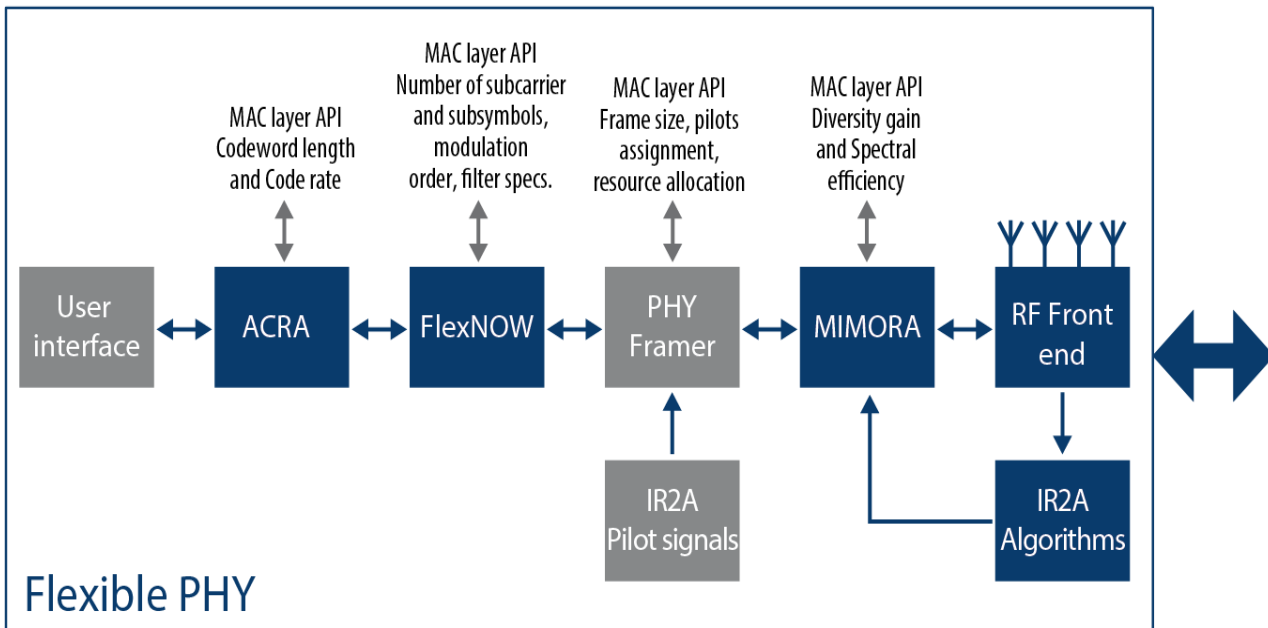 MAC layer API
Codeword length
and Code rate
MAC layer API
Number of subcarrier
and subsymbols,
modulation
order, filter specs.
MAC layer API
Frame size, pilots
assignment,
resource allocation
MAC layer API
Diversity gain
and Spectral
efficiency
User
interface
ACRA
FlexNOW
PHY
Framer
MIMORA
RF Front
end
IR2A
Pilot signals
IR2A
Algorithms
Flexible PHY